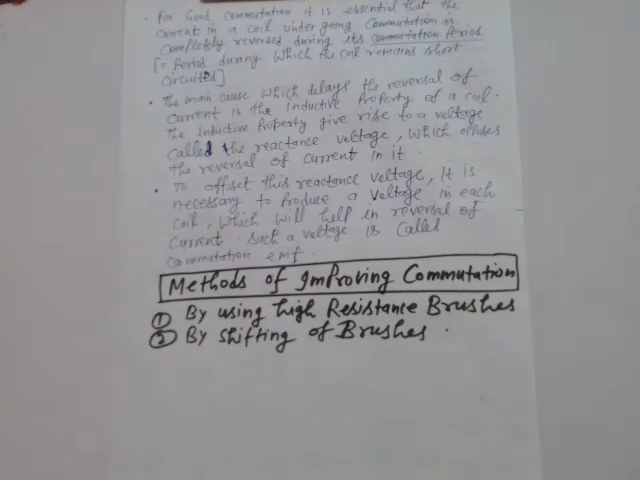 • For Good commutation it is essential that the
current in a coil under going commutation is
completely reversed during its commutation Period
[= Period during which the coil remains short
circuited]
• The main cause which delays the reversal of
current is the Inductive Property of a coil.
The Inductive Property give rise to a voltage
called the reactance voltage, which opposes
the reversal of current in it.
• To offset this reactance voltage, It is
necessary to produce a voltage in each
coil, which will help in reversal of
current. such a voltage is called
commutation emf.
Methods of Improving Commutation
① By using high Resistance Brushes
② By shifting of Brushes.